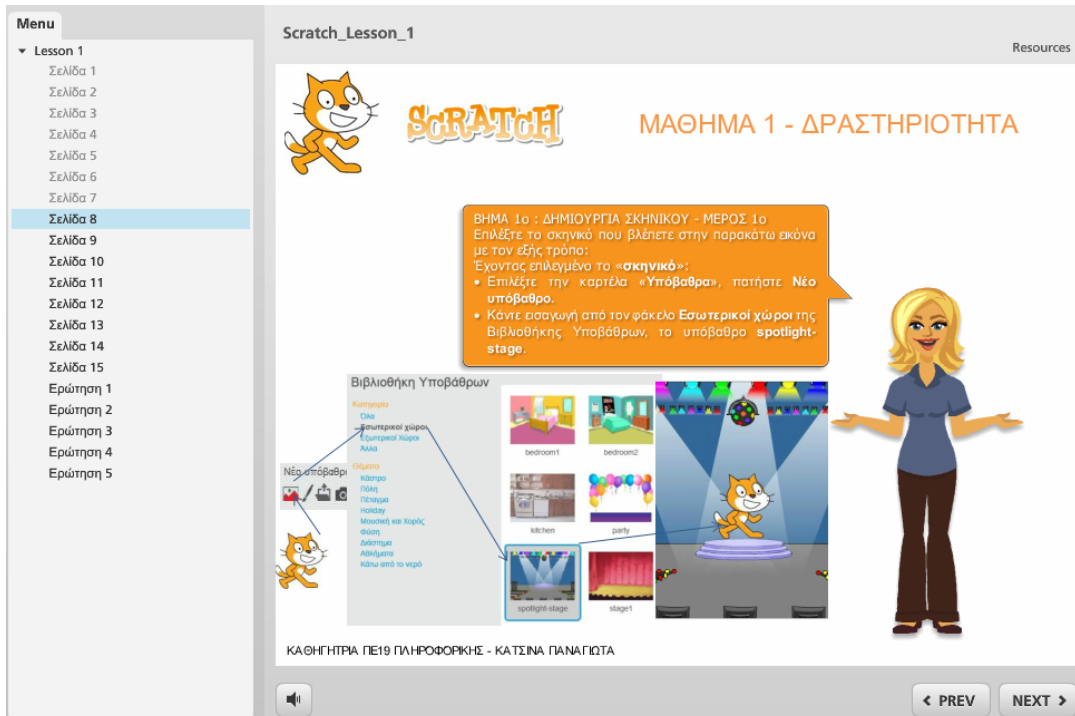 Menu
Lesson 1
Σελίδα 1
Σελίδα 2
Σελίδα 3
Σελίδα 4
Σελίδα 5
Σελίδα 6
Σελίδα 7
Σελίδα 8
Σελίδα 9
Σελίδα 10
Σελίδα 11
Σελίδα 12
Σελίδα 13
Σελίδα 14
Σελίδα 15
Ερώτηση 1
Ερώτηση 2
Ερώτηση 3
Ερώτηση 4
Ερώτηση 5
Scratch_Lesson_1
Resources
SCRATCH
ΜΑΘΗΜΑ 1 - ΔΡΑΣΤΗΡΙΟΤΗΤΑ
ΒΗΜΑ 1ο : ΔΗΜΙΟΥΡΓΙΑ ΣΚΗΝΙΚΟΥ - ΜΕΡΟΣ 1ο
Επιλέξτε το σκηνικό που βλέπετε στην παρακάτω εικόνα
με τον εξής τρόπο:
Έχοντας επιλεγμένο το «σκηνικό»:
• Επιλέξτε την καρτέλα «Υπόβαθρα», πατήστε Νέο
υπόβαθρο.
• Κάντε εισαγωγή από τον φάκελο Εσωτερικοί χώροι της
Βιβλιοθήκης Υποβάθρων, το υπόβαθρο spotlight-
stage.
Νέο υπόβαθρο
Βιβλιοθήκη Υποβάθρων
Κατηγορία
Όλα
Εσωτερικοί χώροι
Εξωτερικοί Χώροι
Άλλα
Θέματα
Κάστρο
Πόλη
Πέταγμα
Holiday
Μουσική και Χορός
Φύση
Διάστημα
Αθλήματα
Κάτω από το νερό
bedroom1
bedroom2
kitchen
party
spotlight-stage
stage1
ΚΑΘΗΓΗΤΡΙΑ ΠΕ19 ΠΛΗΡΟΦΟΡΙΚΗΣ - ΚΑΤΣΙΝΑ ΠΑΝΑΓΙΩΤΑ
< PREV
NEXT >